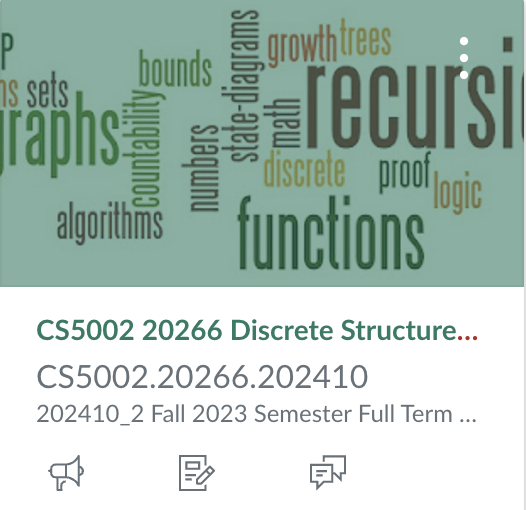 P
growth trees
state-diagrams
bounds
ns sets
recursi
raphs
countability
math
numbers
discrete
proof
logic
algorithms
functions
CS5002 20266 Discrete Structure...
CS5002.20266.202410
202410_2 Fall 2023 Semester Full Term ...